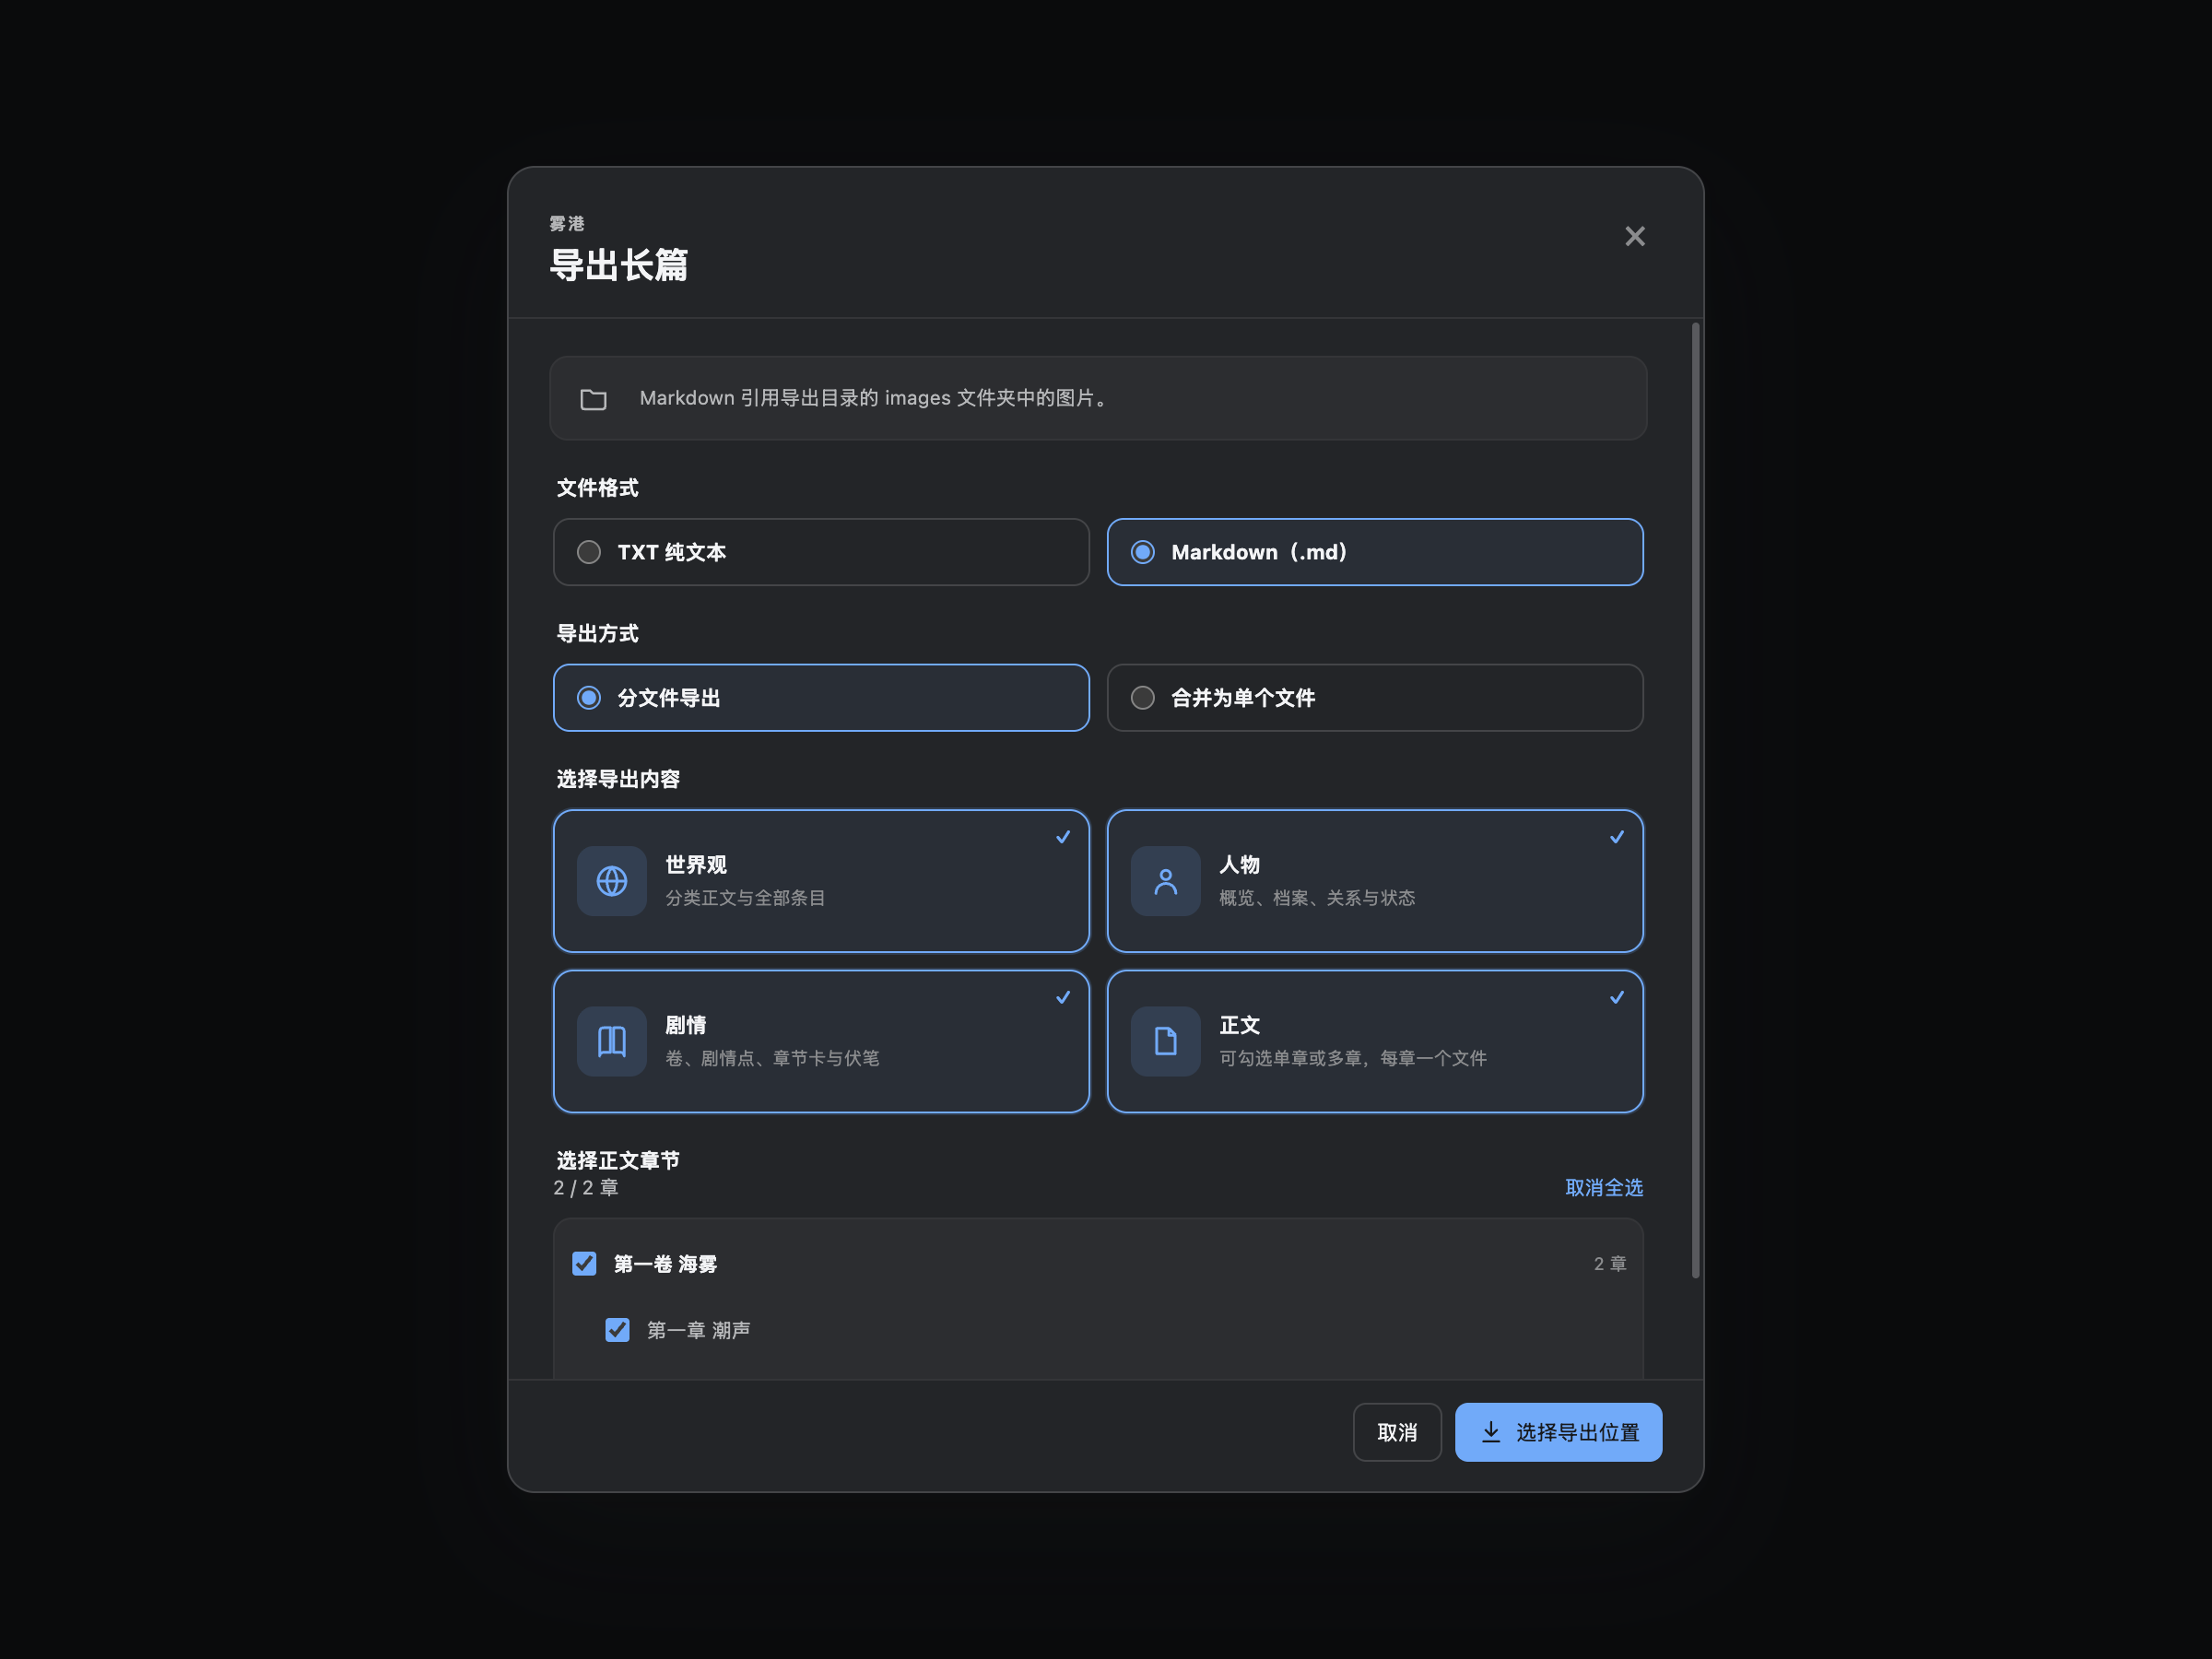 雾港
导出长篇
Markdown 引用导出目录的 images 文件夹中的图片。
文件格式
TXT 纯文本
Markdown（.md）
导出方式
分文件导出
合并为单个文件
选择导出内容
世界观
分类正文与全部条目
人物
概览、档案、关系与状态
剧情
卷、剧情点、章节卡与伏笔
正文
可勾选单章或多章，每章一个文件
选择正文章节
2 / 2 章
取消全选
第一卷 海雾
2 章
第一章 潮声
取消
选择导出位置